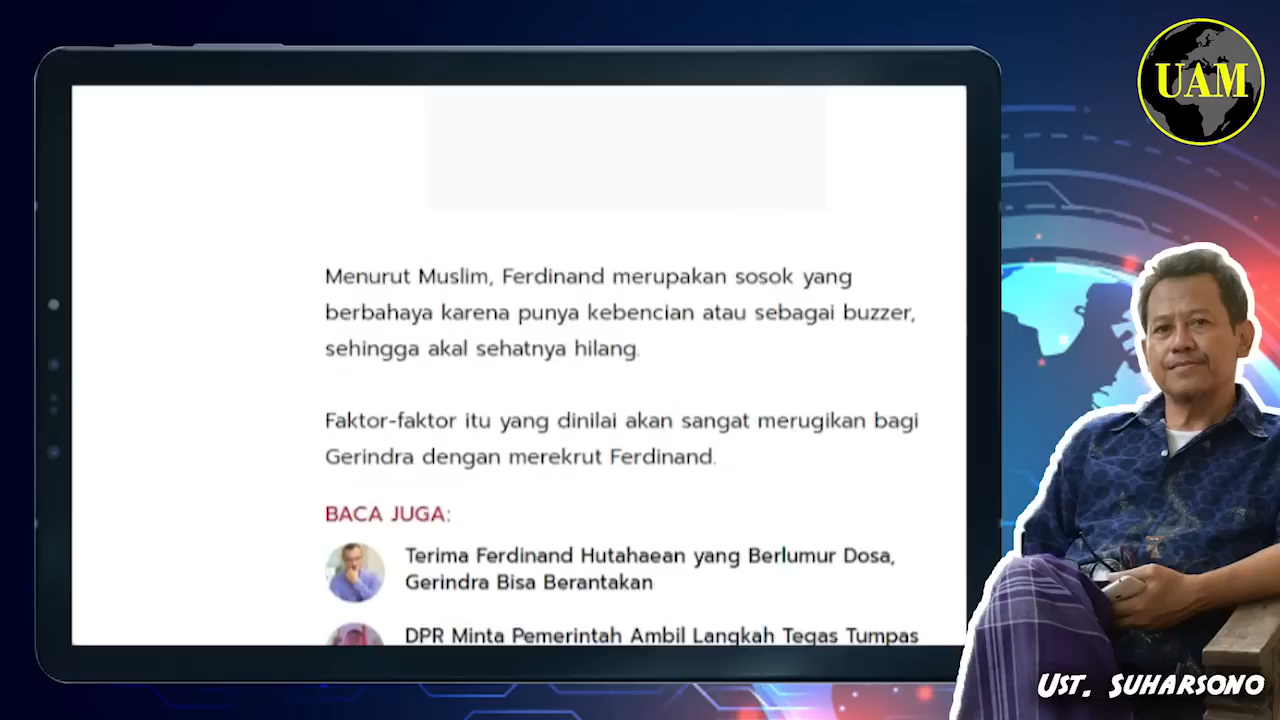 UAM
Menurut Muslim, Ferdinand merupakan sosok yang
berbahaya karena punya kebencian atau sebagai buzzer,
sehingga akal sehatnya hilang.
Faktor-faktor itu yang dinilai akan sangat merugikan bagi
Gerindra dengan merekrut Ferdinand.
BACA JUGA:
Terima Ferdinand Hutahaean yang Berlumur Dosa,
Gerindra Bisa Berantakan
DPR Minta Pemerintah Ambil Langkah Tegas Tumpas
UST. SUHARSONO